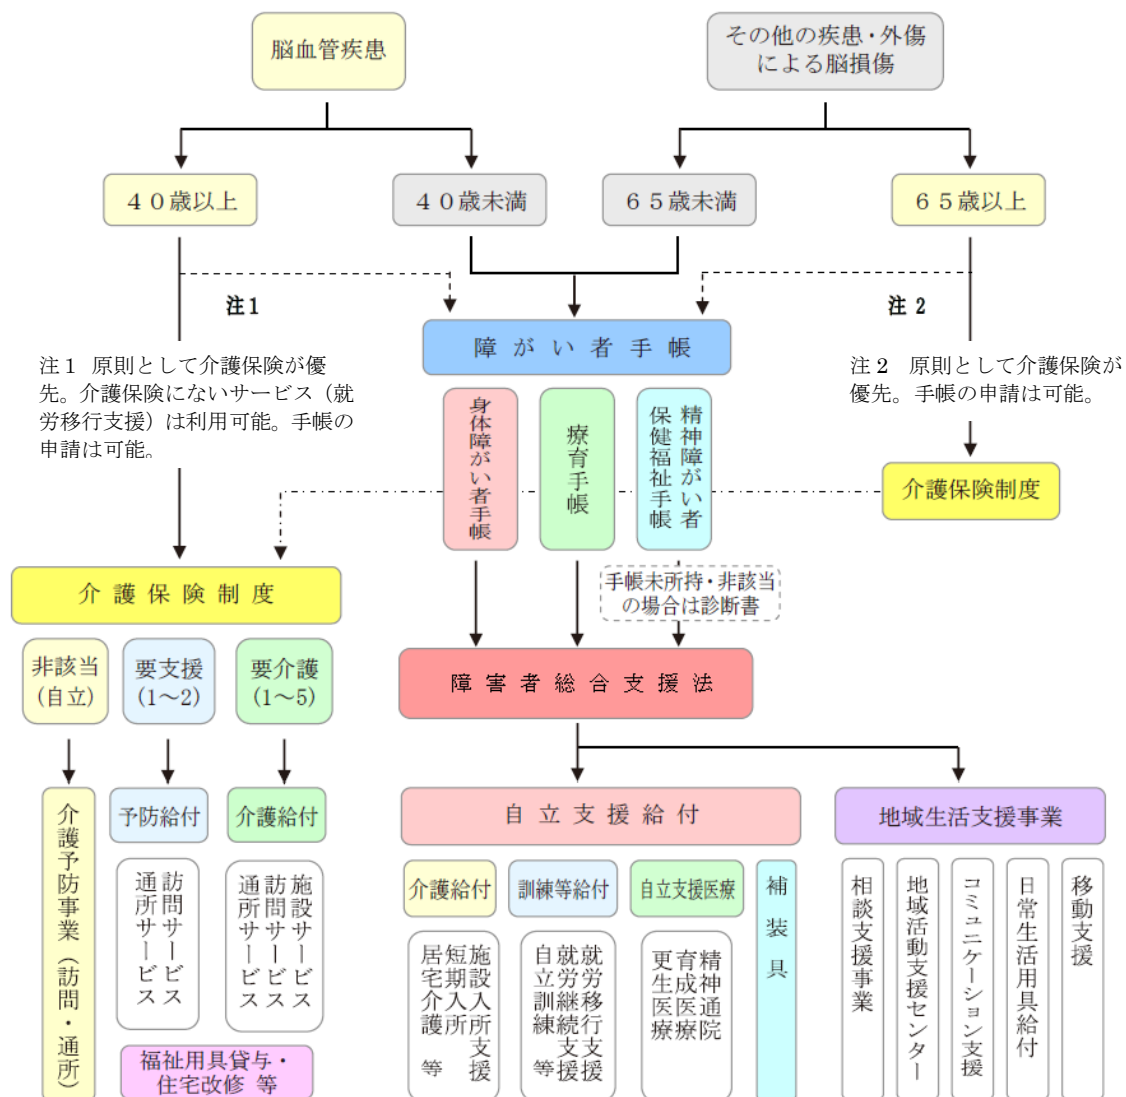 脳血管疾患
その他の疾患・外傷
による脳損傷
４０歳以上
４０歳未満
６５歳未満
６５歳以上
注１
注 ２
障がい者手帳
注１ 原則として介護保険が優
先。介護保険にないサービス（就
労移行支援）は利用可能。手帳の
申請は可能。
注２　原則として介護保険が
優先。手帳の申請は可能。
身体障がい者手帳
療育手帳
精神障がい者
保健福祉手帳
介護保険制度
手帳未所持・非該当
の場合は診断書
介護保険制度
非該当
(自立)
要支援
(1～2)
要介護
(1～5)
障害者総合支援法
介護予防事業（訪問・通所）
予防給付
介護給付
訪問サービス
通所サービス
施設サービス
訪問サービス
通所サービス
福祉用具貸与・
住宅改修 等
自立支援給付
地域生活支援事業
介護給付
訓練等給付
自立支援医療
補装具
施設入所支援
短期入所
居宅介護 等
就労移行支援
就労継続支援
自立訓練 等
精神通院
育成医療
更生医療
相談支援事業
地域活動支援センター
コミュニケーション支援
日常生活用具給付
移動支援